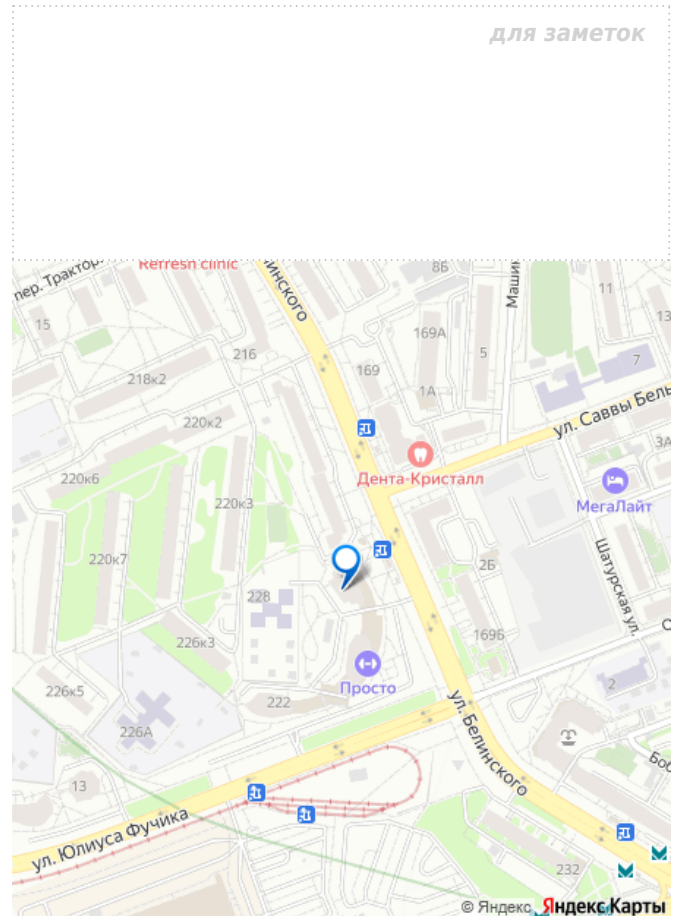 для заметок
Refresh clinic
пер. Трактор
инского
8Б
Машин
11
13
15
216
169А
169
5
7
218к2
1А
220к2
ул. Саввы Бель
3А
Дента-Кристалл
220к6
220к3
МегаЛайт
220к7
2Б
Шатурская ул.
228
226к3
169Б
Просто
2
226к5
222
226А
ул. Белинского
13
ул. Юлиуса Фучика
232
© Яндекс Яндекс Карты